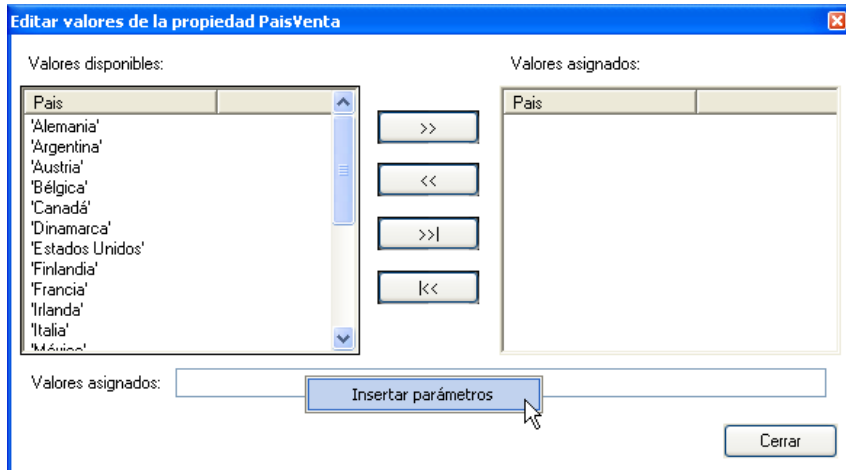 Editar valores de la propiedad PaisVenta
Valores disponibles:
Valores asignados:
Pais
'Alemania'
'Argentina'
'Austria'
'Bélgica'
'Canadá'
'Dinamarca'
'Estados Unidos'
'Finlandia'
'Francia'
'Irlanda'
'Italia'
'México'
>>
<<
>>|
|<<
Pais
Valores asignados:
Insertar parámetros
Cerrar